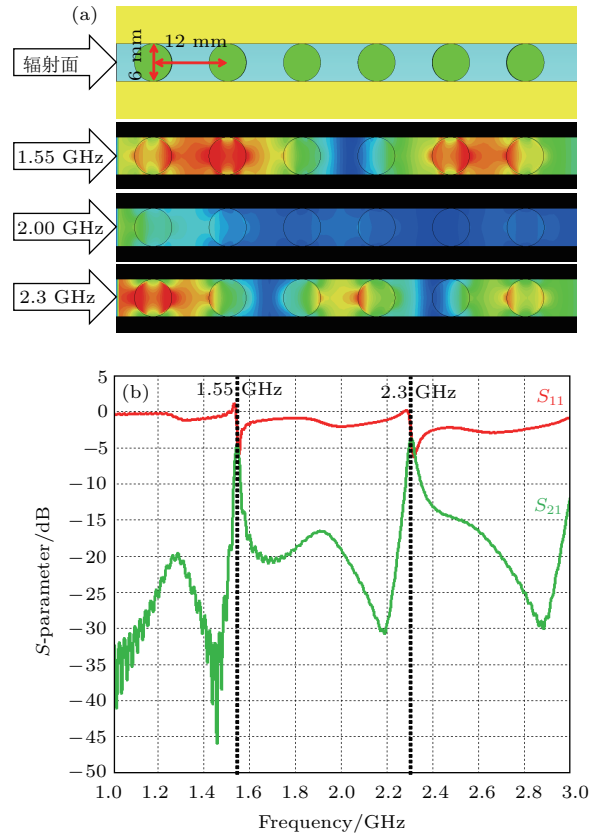 (a)
辐射面
12 mm
6 mm
1.55 GHz
2.00 GHz
2.3 GHz
(b)
1.55 GHz
2.3 GHz
S11
S21
S-parameter/dB
5
0
−5
−10
−15
−20
−25
−30
−35
−40
−45
−50
1.0 1.2 1.4 1.6 1.8 2.0 2.2 2.4 2.6 2.8 3.0
Frequency/GHz